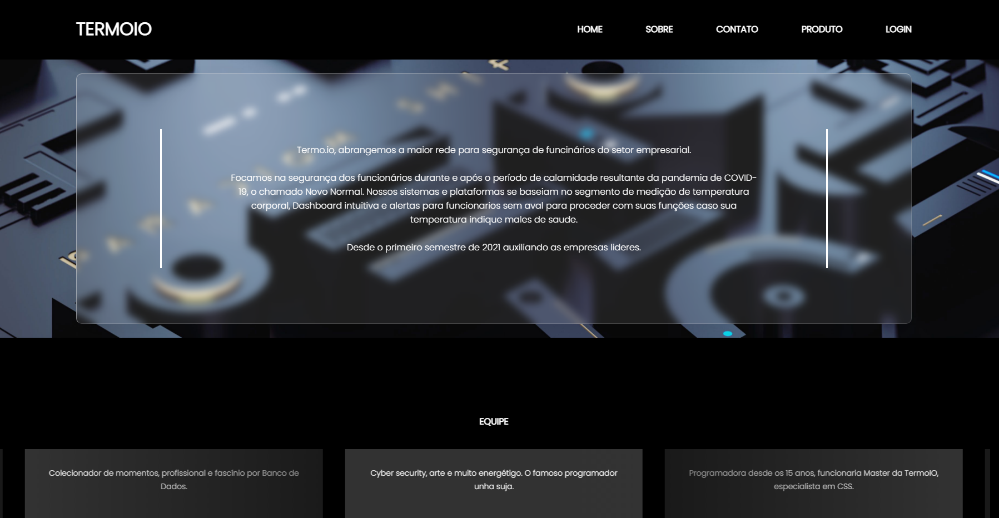 TERMOIO
HOME SOBRE CONTATO PRODUTO LOGIN
Termo.io, abrangemos a maior rede para segurança de funcinários do setor empresarial.
Focamos na segurança dos funcionários durante e após o período de calamidade resultante da pandemia de COVID-
19, o chamado Novo Normal. Nossos sistemas e plataformas se baseiam no segmento de medição de temperatura
corporal, Dashboard intuitiva e alertas para funcionarios sem aval para proceder com suas funções caso sua
temperatura indique males de saude.
Desde o primeiro semestre de 2021 auxiliando as empresas lideres.
EQUIPE
Colecionador de momentos, profissional e fascínio por Banco de
Dados.
Cyber security, arte e muito energétigo. O famoso programador
unha suja.
Programadora desde os 15 anos, funcionaria Master da TermoIO,
especialista em CSS.